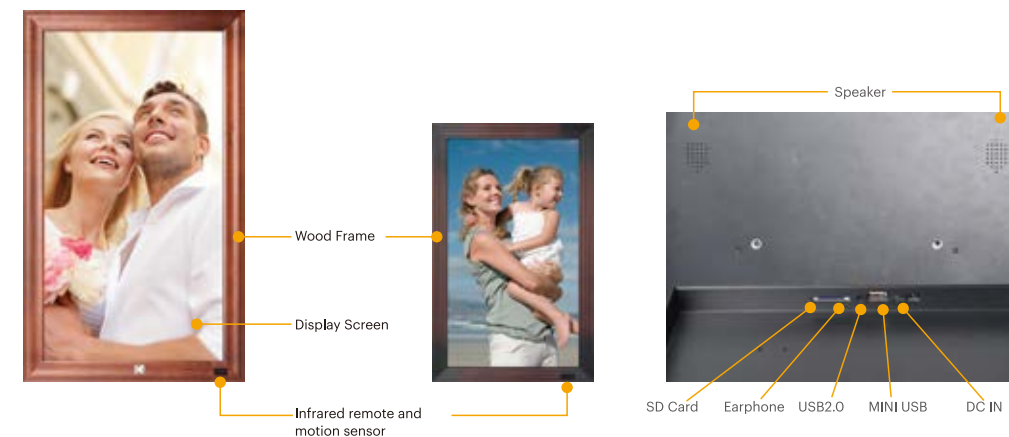 Speaker
Wood Frame
Display Screen
Infrared remote and
motion sensor
SD Card
Earphone
USB2.0
MINI USB
DC IN